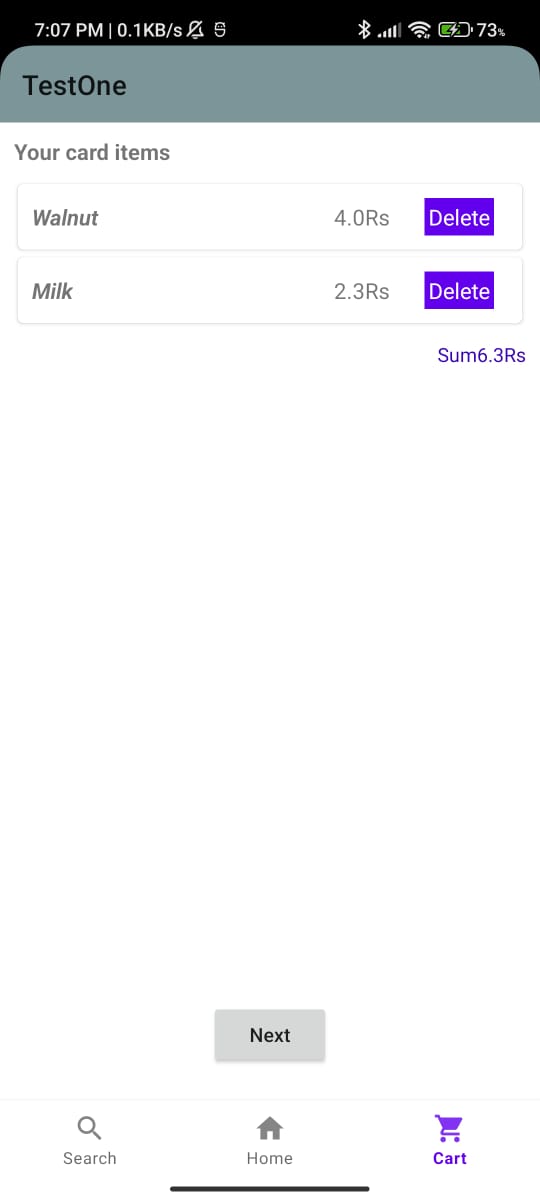 7:07 PM | 0.1KB/s 73%
TestOne
Your card items
Walnut 4.0Rs Delete
Milk 2.3Rs Delete
Sum6.3Rs
Next
Search Home Cart